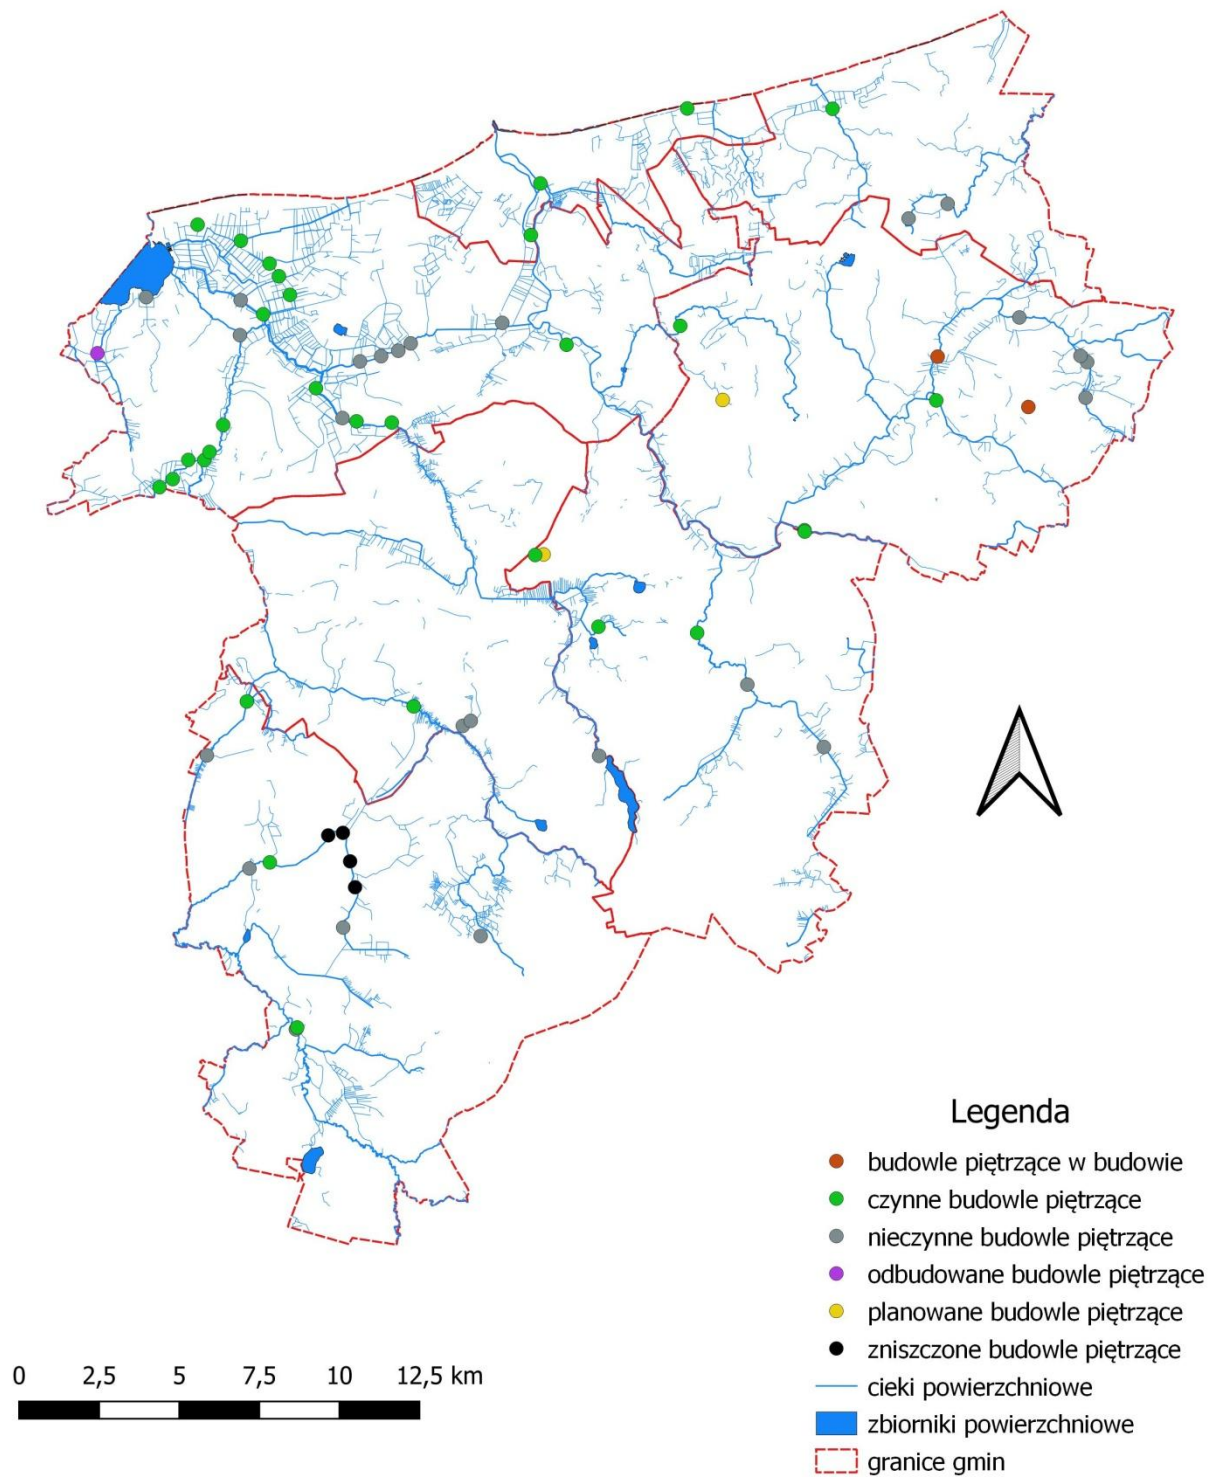 Legenda
budowle piętrzące w budowie
czynne budowle piętrzące
nieczynne budowle piętrzące
odbudowane budowle piętrzące
planowane budowle piętrzące
zniszczone budowle piętrzące
cieki powierzchniowe
zbiorniki powierzchniowe
granice gmin
0 2,5 5 7,5 10 12,5 km